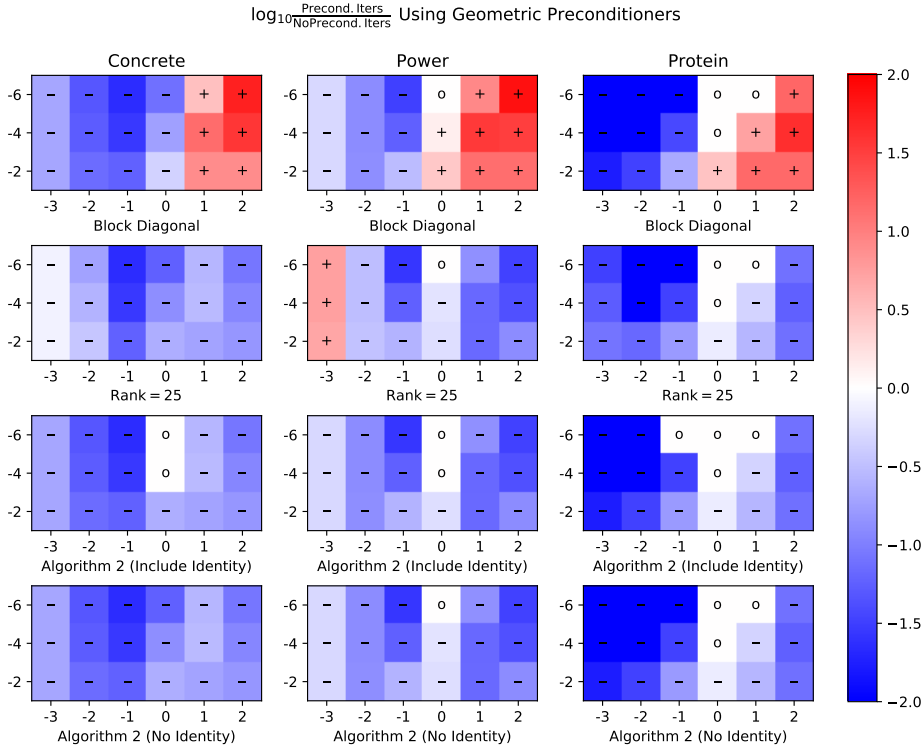 log₁₀ Precond. Iters / NoPrecond. Iters Using Geometric Preconditioners
Concrete Power Protein
-6 − − − − + + -6 − − − o + + -6 − − − o o + 2.0
-4 − − − − + + -4 − − − + + + -4 − − − o + + 1.5
-2 − − − − + + -2 − − − + + + -2 − − − + + +
-3 -2 -1 0 1 2 -3 -2 -1 0 1 2 -3 -2 -1 0 1 2
Block Diagonal Block Diagonal Block Diagonal 1.0
-6 − − − − − − -6 + − − o − − -6 − − − o o −
-4 − − − − − − -4 + − − − − − -4 − − − o − − 0.5
-2 − − − − − − -2 + − − − − − -2 − − − − − −
-3 -2 -1 0 1 2 -3 -2 -1 0 1 2 -3 -2 -1 0 1 2 0.0
Rank = 25 Rank = 25 Rank = 25
-6 − − − o − − -6 − − − o − − -6 − − o o o −
-4 − − − o − − -4 − − − o − − -4 − − − o − − −0.5
-2 − − − − − − -2 − − − − − − -2 − − − − − −
-3 -2 -1 0 1 2 -3 -2 -1 0 1 2 -3 -2 -1 0 1 2 −1.0
Algorithm 2 (Include Identity) Algorithm 2 (Include Identity) Algorithm 2 (Include Identity)
-6 − − − − − − -6 − − − o − − -6 − − − o o −
-4 − − − − − − -4 − − − − − − -4 − − − o − − −1.5
-2 − − − − − − -2 − − − − − − -2 − − − − − −
-3 -2 -1 0 1 2 -3 -2 -1 0 1 2 -3 -2 -1 0 1 2 −2.0
Algorithm 2 (No Identity) Algorithm 2 (No Identity) Algorithm 2 (No Identity)